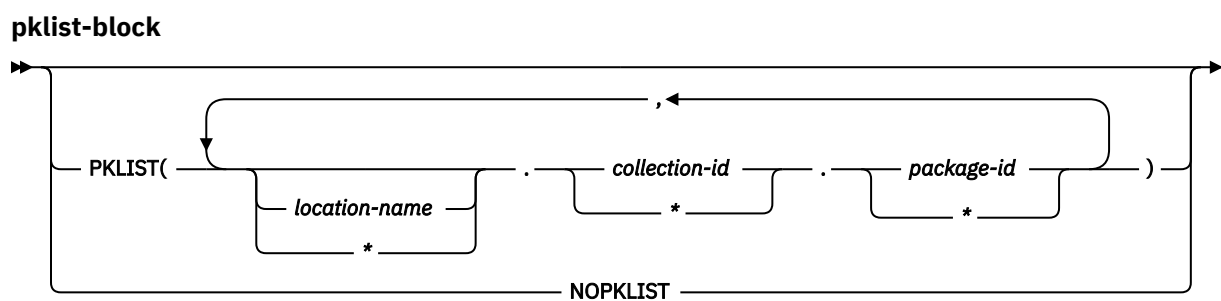 pklist-block
,
PKLIST( . collection-id . package-id )
location-name * *
*
NOPKLIST